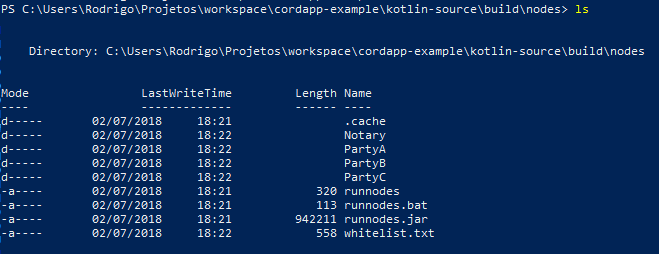 PS C:\Users\Rodrigo\Projetos\workspace\cordapp-example\kotlin-source\build\nodes> ls
Directory: C:\Users\Rodrigo\Projetos\workspace\cordapp-example\kotlin-source\build\nodes
Mode LastWriteTime Length Name
---- ------------- ------ ----
d----- 02/07/2018 18:21 .cache
d----- 02/07/2018 18:22 Notary
d----- 02/07/2018 18:22 PartyA
d----- 02/07/2018 18:22 PartyB
d----- 02/07/2018 18:22 PartyC
-a---- 02/07/2018 18:21 320 runnodes
-a---- 02/07/2018 18:21 113 runnodes.bat
-a---- 02/07/2018 18:21 942211 runnodes.jar
-a---- 02/07/2018 18:22 558 whitelist.txt